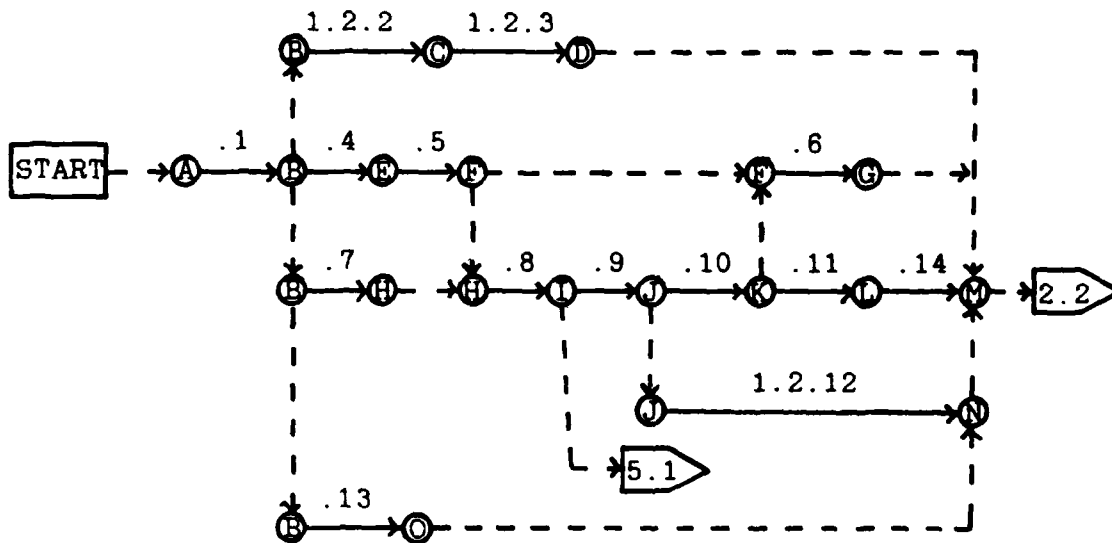 1.2.2 1.2.3
B C D
.1 .4 .5 .6
START A B E F F G
.7 .8 .9 .10 .11 .14
B H H I J K L M 2.2
1.2.12
J N
5.1
.13
B O